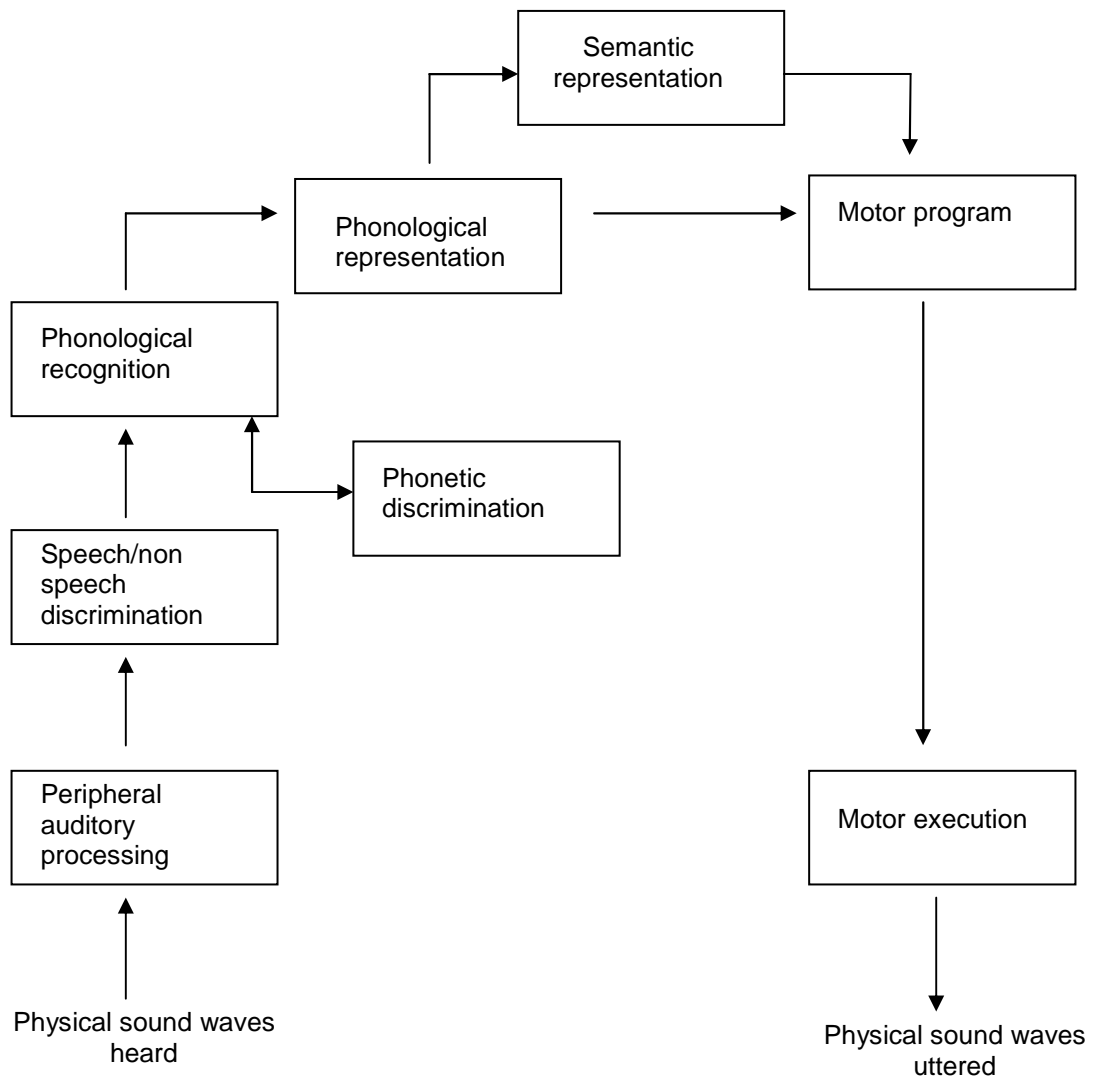 Semantic
representation
Phonological
representation
Motor program
Phonological
recognition
Phonetic
discrimination
Speech/non
speech
discrimination
Peripheral
auditory
processing
Motor execution
Physical sound waves
heard
Physical sound waves
uttered